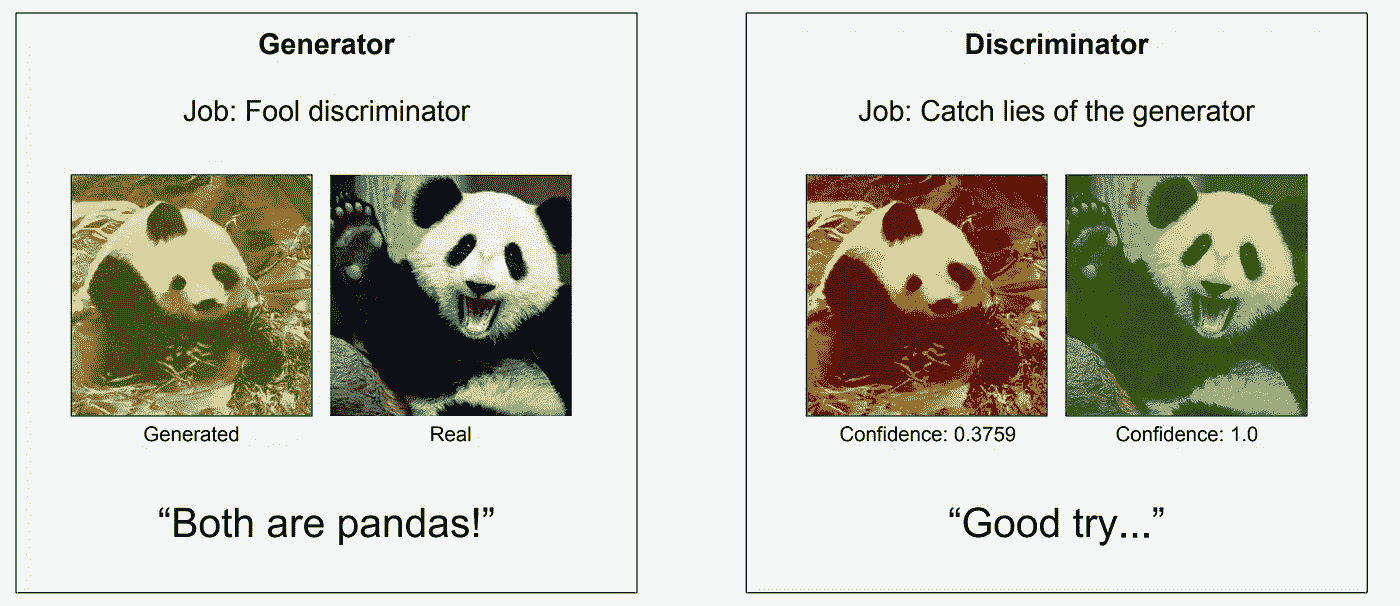 Generator
Job: Fool discriminator
Generated
Real
“Both are pandas!”
Discriminator
Job: Catch lies of the generator
Confidence: 0.3759
Confidence: 1.0
“Good try...”